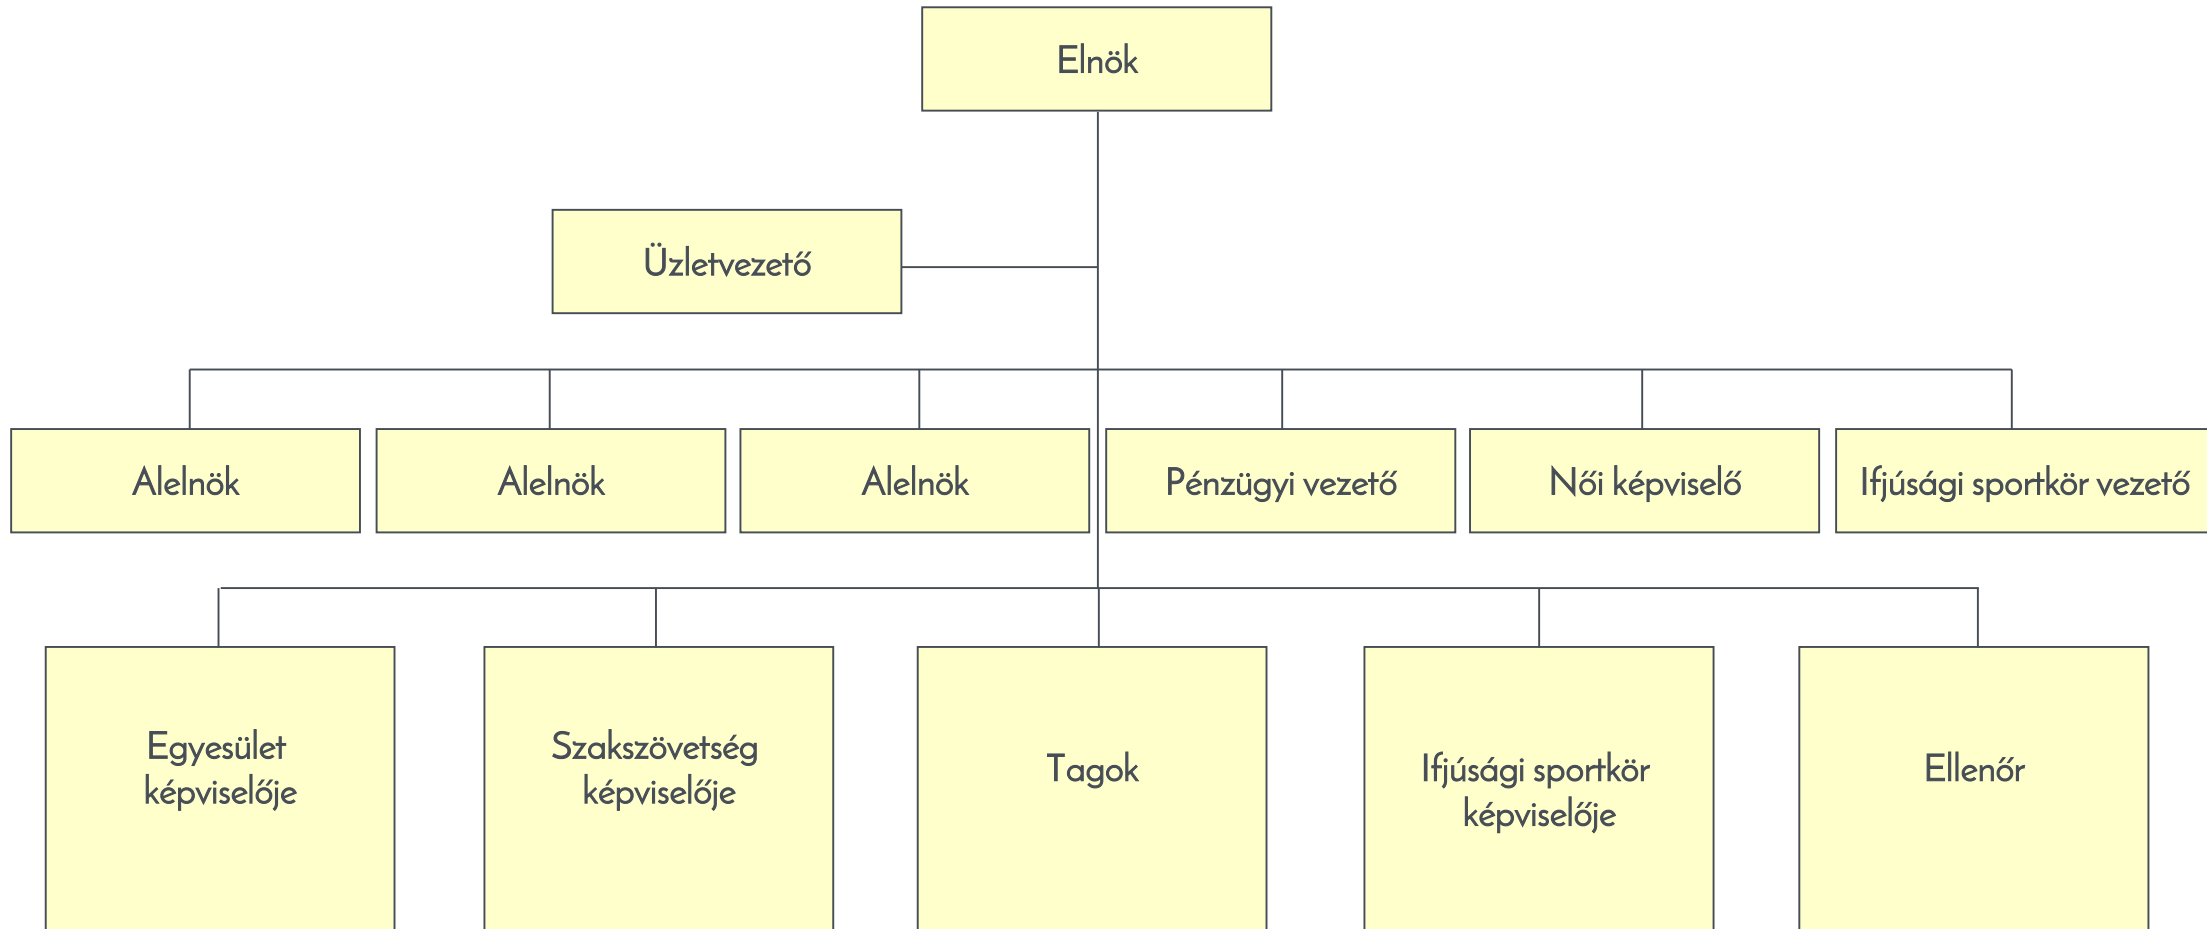 Elnök
Üzletvezető
Alelnök
Alelnök
Alelnök
Pénzügyi vezető
Női képviselő
Ifjúsági sportkör vezető
Egyesület
képviselője
Szakszövetség
képviselője
Tagok
Ifjúsági sportkör
képviselője
Ellenőr